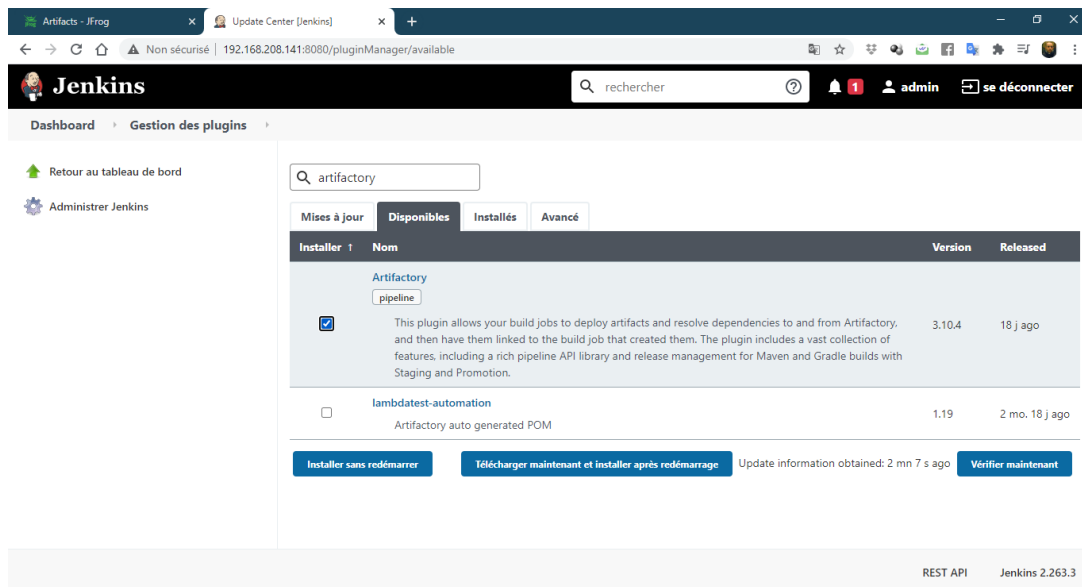 Artifacts - JFrog
Update Center [Jenkins]
Non sécurisé 192.168.208.141:8080/pluginManager/available
Jenkins
rechercher
1
admin
se déconnecter
Dashboard
Gestion des plugins
Retour au tableau de bord
Administrer Jenkins
artifactory
Mises à jour
Disponibles
Installés
Avancé
Installer ↑ Nom Version Released
Artifactory
pipeline
This plugin allows your build jobs to deploy artifacts and resolve dependencies to and from Artifactory,
and then have them linked to the build job that created them. The plugin includes a vast collection of
features, including a rich pipeline API library and release management for Maven and Gradle builds with
Staging and Promotion.
3.10.4
18 j ago
lambdatest-automation
Artifactory auto generated POM
1.19
2 mo. 18 j ago
Installer sans redémarrer
Télécharger maintenant et installer après redémarrage
Update information obtained: 2 mn 7 s ago
Vérifier maintenant
REST API
Jenkins 2.263.3